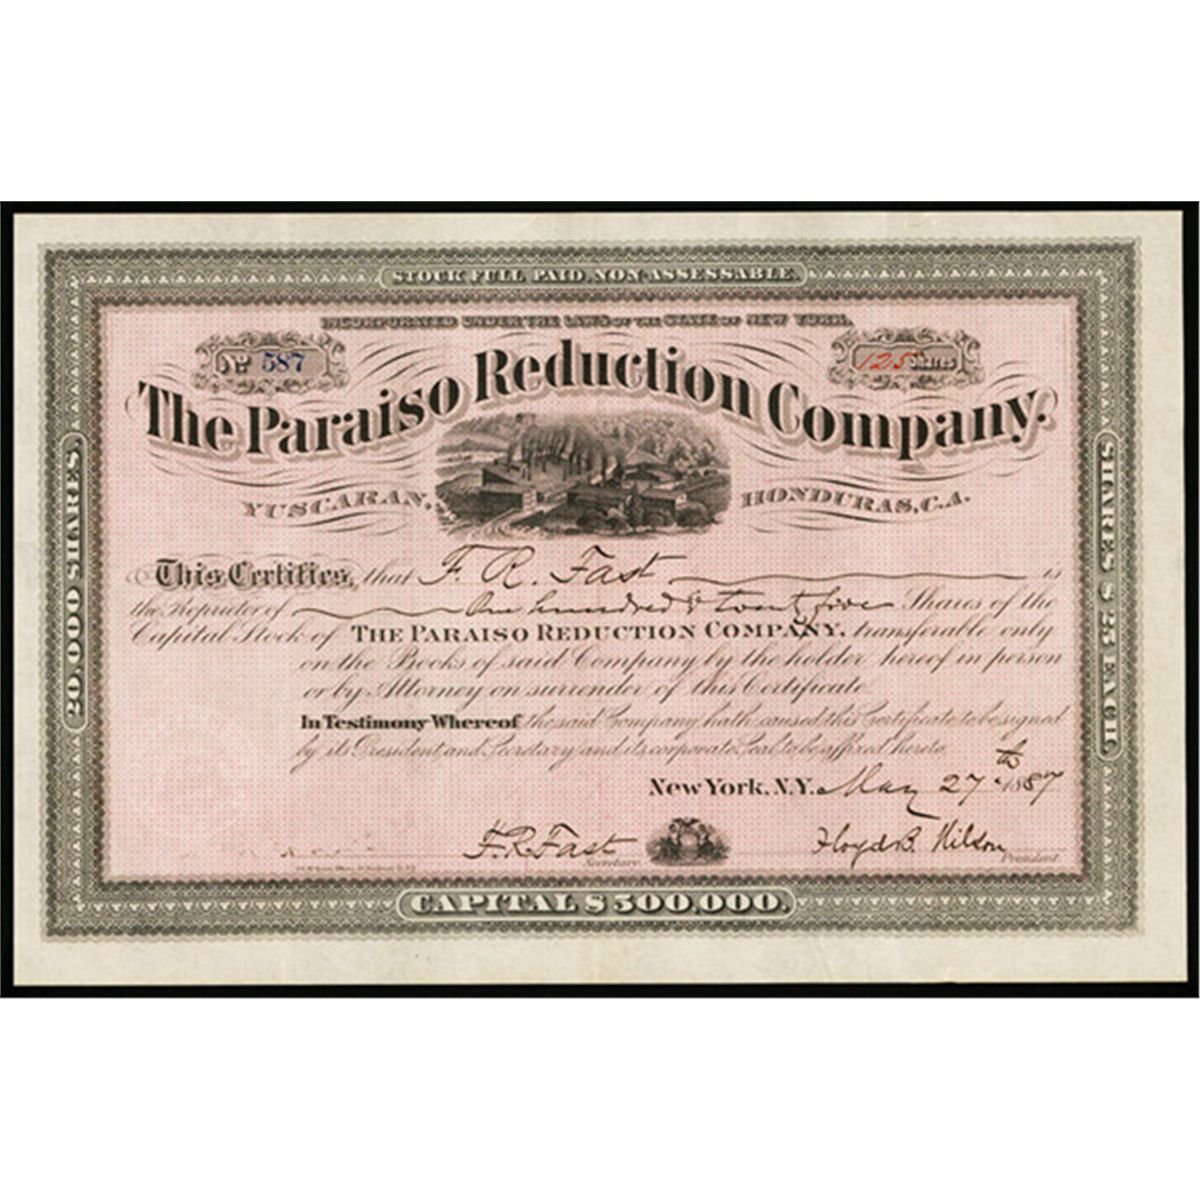 STOCK FULL PAID, NON-ASSESSABLE.
INCORPORATED UNDER THE LAWS OF THE STATE OF NEW YORK.
No 587
125 SHARES
The Paraiso Reduction Company.
YUSCARAN, HONDURAS, C.A.
20,000 SHARES.
SHARES $25 EACH.
This Certifies, that F. R. Fast is
the Proprietor of One hundred & twenty five Shares of the
Capital Stock of THE PARAISO REDUCTION COMPANY, transferable only
on the Books of said Company by the holder hereof in person
or by Attorney on surrender of this Certificate
In Testimony Whereof the said Company hath caused this Certificate to be signed
by its President and Secretary and its corporate Seal to be affixed hereto.
New York, N.Y. May 27th 1887
F. R. Fast Floyd B. Wilson
Secretary. President.
CAPITAL $500,000.